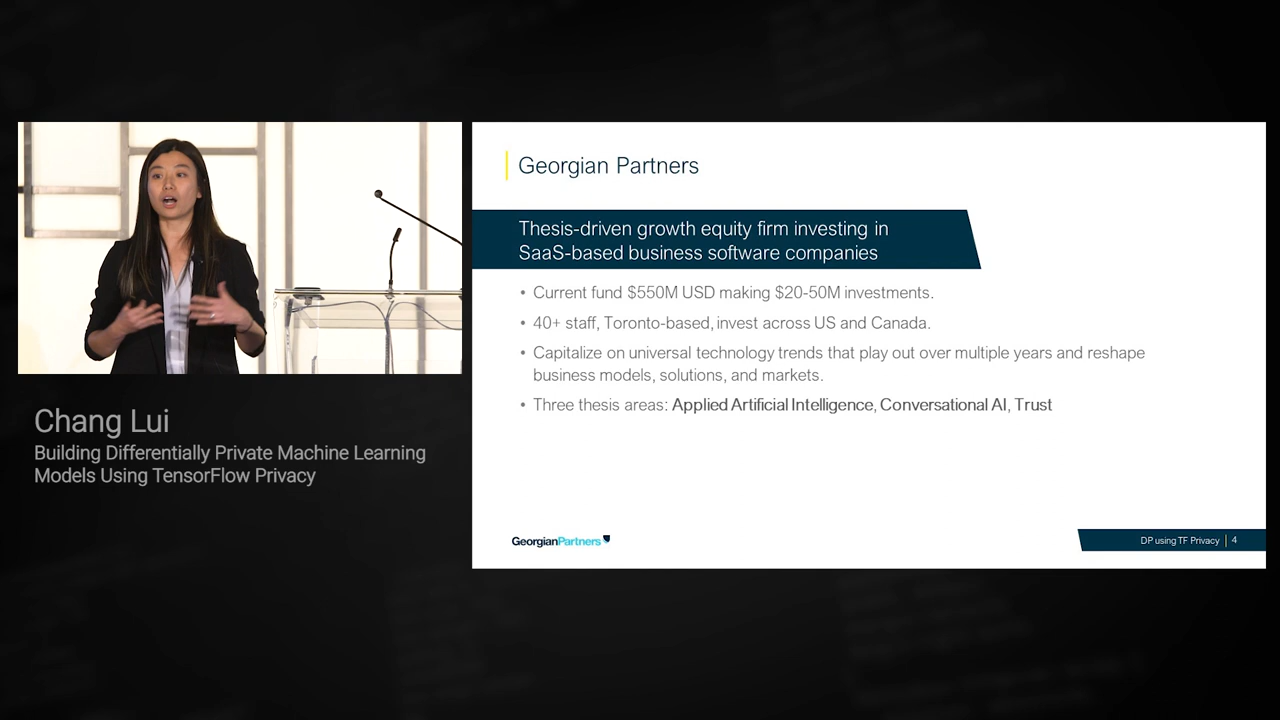 Georgian Partners
Thesis-driven growth equity firm investing in
SaaS-based business software companies
• Current fund $550M USD making $20-50M investments.
• 40+ staff, Toronto-based, invest across US and Canada.
• Capitalize on universal technology trends that play out over multiple years and reshape
business models, solutions, and markets.
• Three thesis areas: Applied Artificial Intelligence, Conversational AI, Trust
Chang Lui
Building Differentially Private Machine Learning
Models Using TensorFlow Privacy
GeorgianPartners
DP using TF Privacy | 4